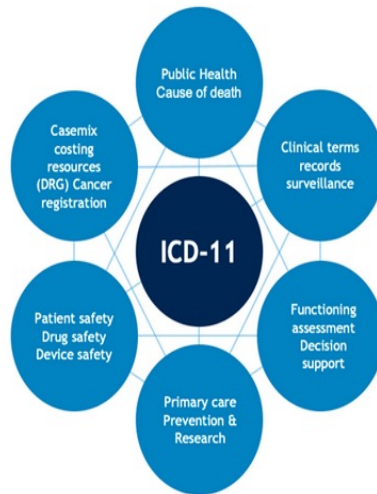 Public Health
Cause of death
Casemix
costing
resources
(DRG) Cancer
registration
Clinical terms
records
surveillance
ICD-11
Patient safety
Drug safety
Device safety
Functioning
assessment
Decision
support
Primary care
Prevention &
Research